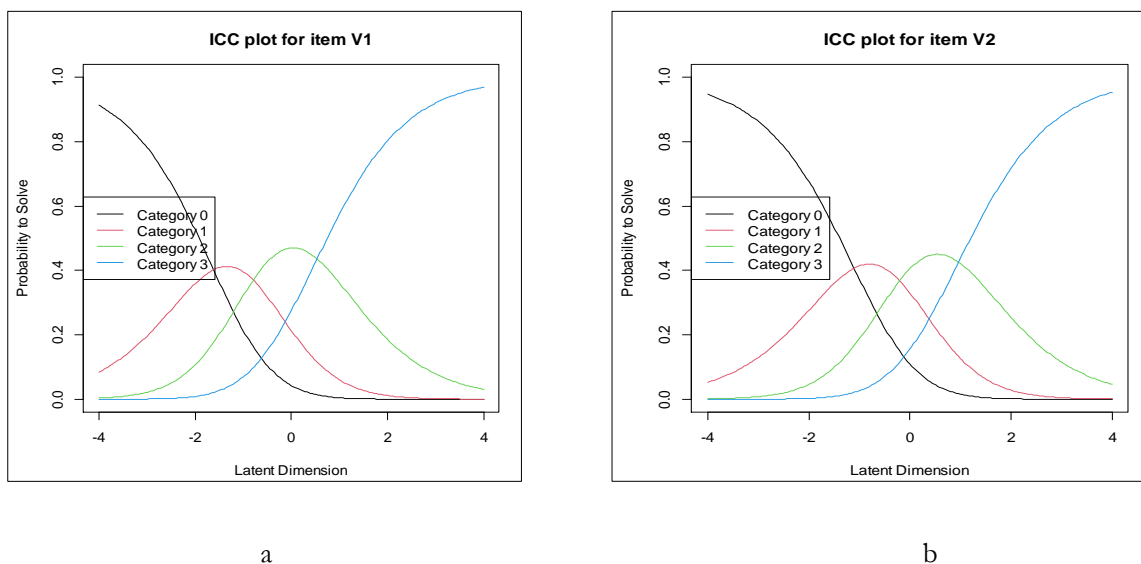 ICC plot for item V1
Probability to Solve
1.0
0.8
0.6
0.4
0.2
0.0
Category 0
Category 1
Category 2
Category 3
-4
-2
0
2
4
Latent Dimension
a
ICC plot for item V2
Probability to Solve
1.0
0.8
0.6
0.4
0.2
0.0
Category 0
Category 1
Category 2
Category 3
-4
-2
0
2
4
Latent Dimension
b